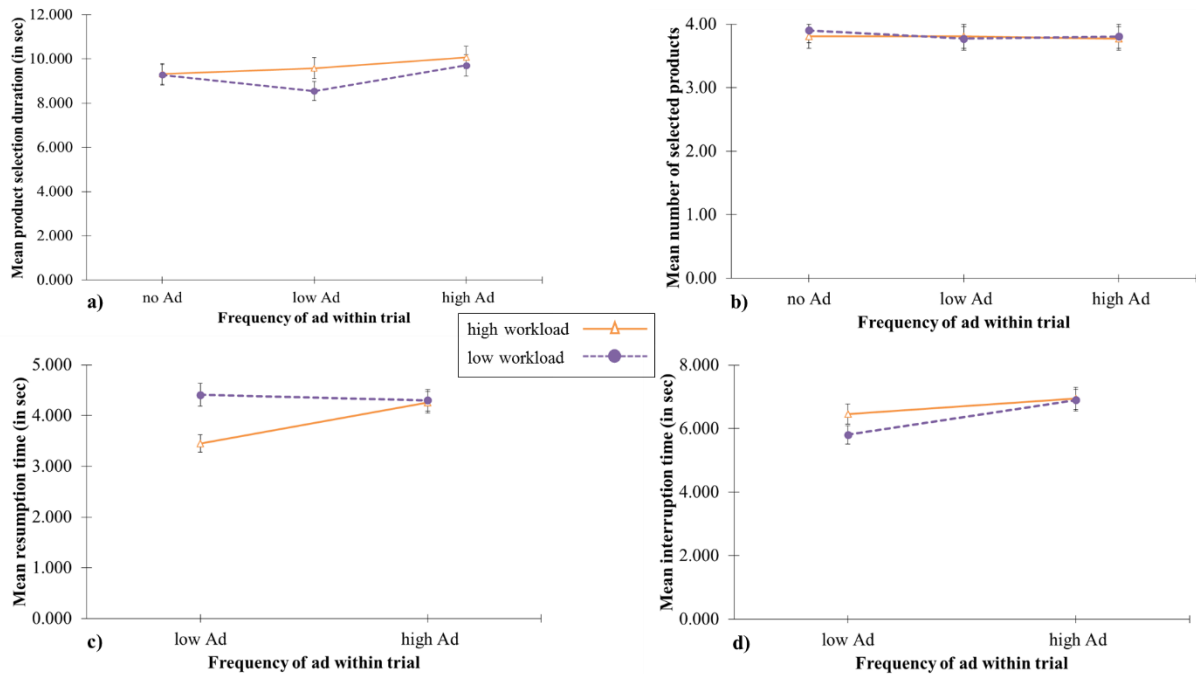 Mean product selection duration (in sec)
12.000
10.000
8.000
6.000
4.000
2.000
0.000
no Ad
low Ad
high Ad
a)
Frequency of ad within trial
Mean number of selected products
4.00
3.00
2.00
1.00
0.00
no Ad
low Ad
high Ad
b)
Frequency of ad within trial
high workload
low workload
Mean resumption time (in sec)
5.000
4.000
3.000
2.000
1.000
0.000
low Ad
high Ad
c)
Frequency of ad within trial
Mean interruption time (in sec)
8.000
6.000
4.000
2.000
0.000
low Ad
high Ad
d)
Frequency of ad within trial